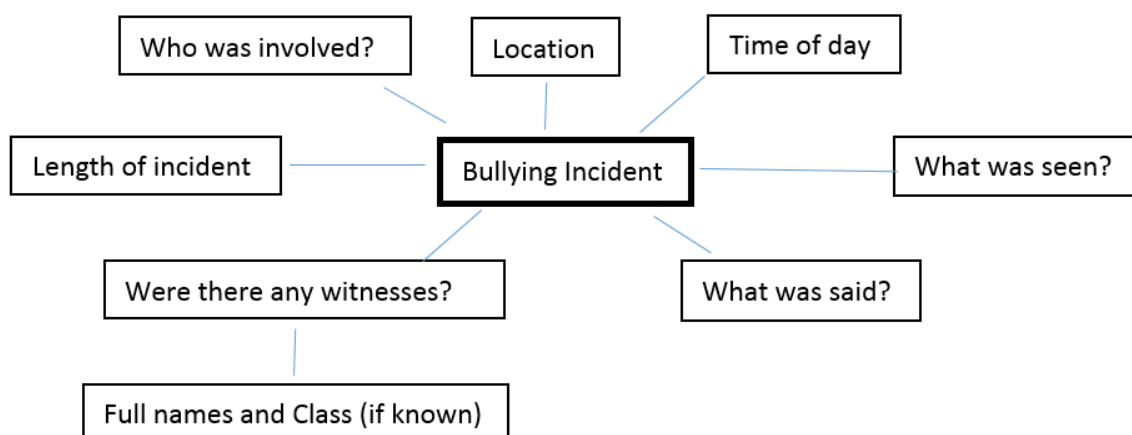 Who was involved?
Location
Time of day
Length of incident
Bullying Incident
What was seen?
Were there any witnesses?
What was said?
Full names and Class (if known)